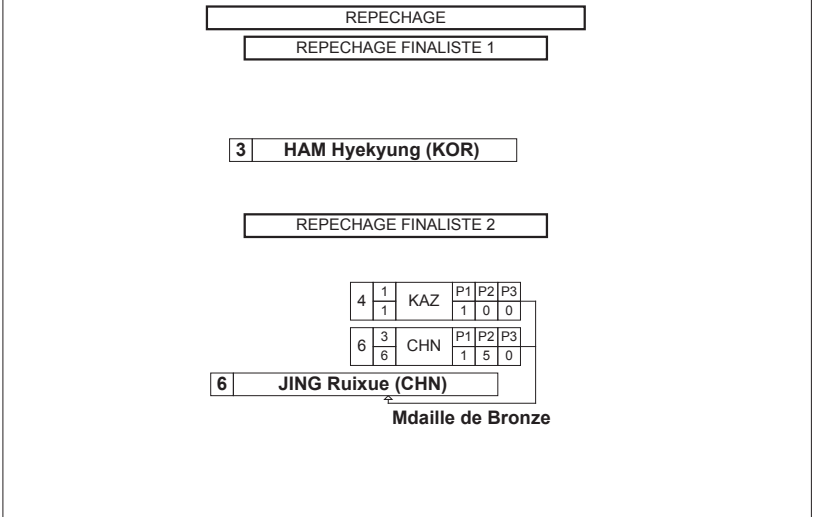 REPECHAGE
REPECHAGE FINALISTE 1
3 HAM Hyekyung (KOR)
REPECHAGE FINALISTE 2
4 1 KAZ P1 P2 P3
1 1 0 0
6 3 CHN P1 P2 P3
6 1 5 0
6 JING Ruixue (CHN)
Mdaille de Bronze